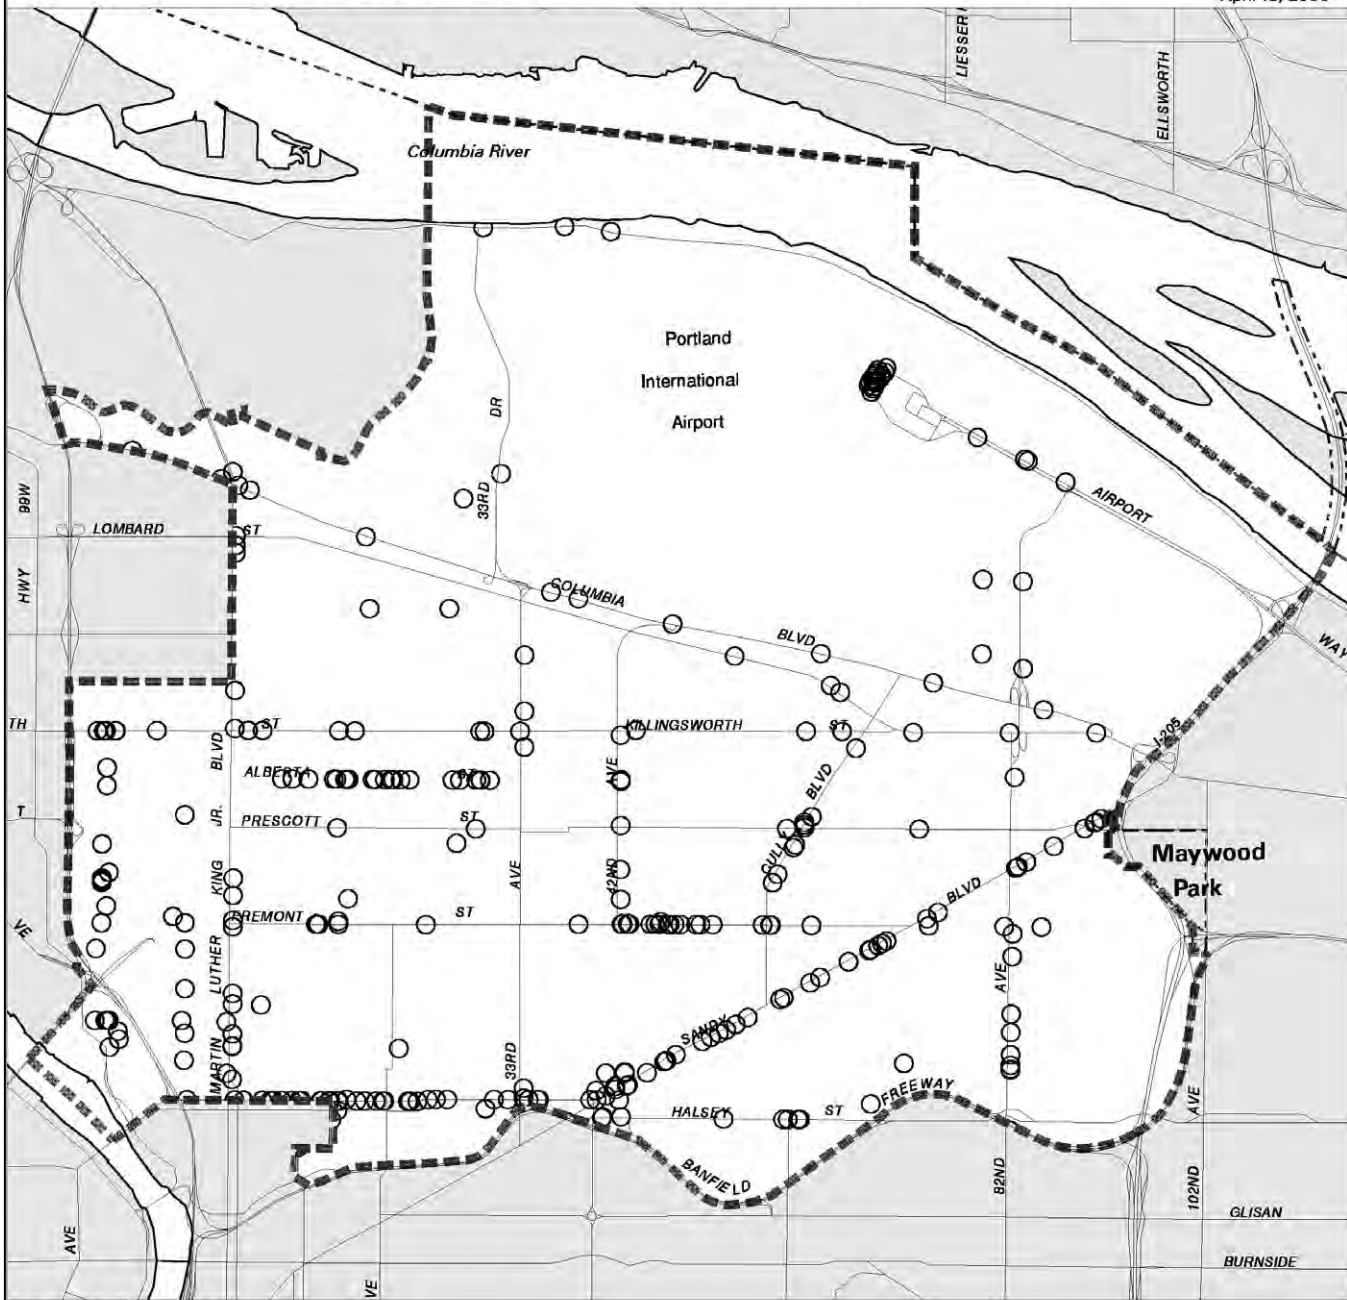 LIESSER
ELLSWORTH
Columbia River
Portland
International
Airport
DR
33RD
AIRPORT
WAY
99W
HWY
LOMBARD
ST
COLUMBIA
BLVD
I-205
TH
ST
KILLINGSWORTH
ST
BLVD
ALBERTA
ST
AVE
BLVD
T
JR.
PRESCOTT
ST
CULLY
Maywood
Park
KING
AVE
42ND
BLVD
FREMONT
ST
VE
LUTHER
AVE
SANDY
MARTIN
33RD
FREEWAY
HALSEY
ST
AVE
BANFIELD
82ND
102ND
GLISAN
AVE
VE
BURNSIDE